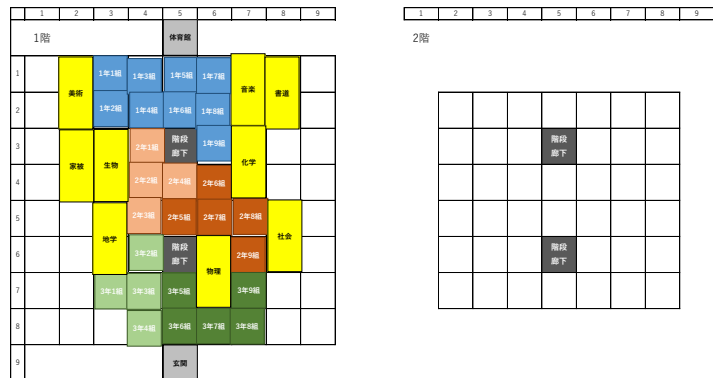 1 2 3 4 5 6 7 8 9
1階 体育館
1 美術 1年1組 1年3組 1年5組 1年7組 音楽 書道
2 1年2組 1年4組 1年6組 1年8組
3 家被 生物 2年1組 階段 廊下 1年9組 化学
4 2年2組 2年4組 2年6組
5 地学 2年3組 2年5組 2年7組 2年8組 社会
6 3年2組 階段 廊下 物理 2年9組
7 3年1組 3年3組 3年5組 3年9組
8 3年4組 3年6組 3年7組 3年8組
9 玄関
1 2 3 4 5 6 7 8 9
2階
階段
廊下
階段
廊下